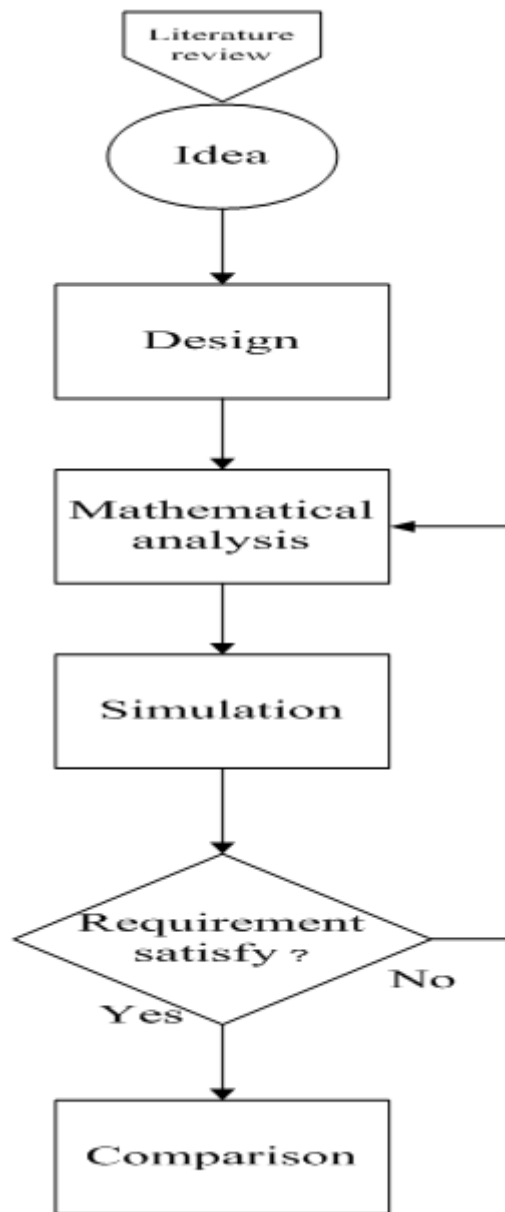 Literature
review
Idea
Design
Mathematical
analysis
Simulation
Requirement
satisfy ?
No
Yes
Comparison